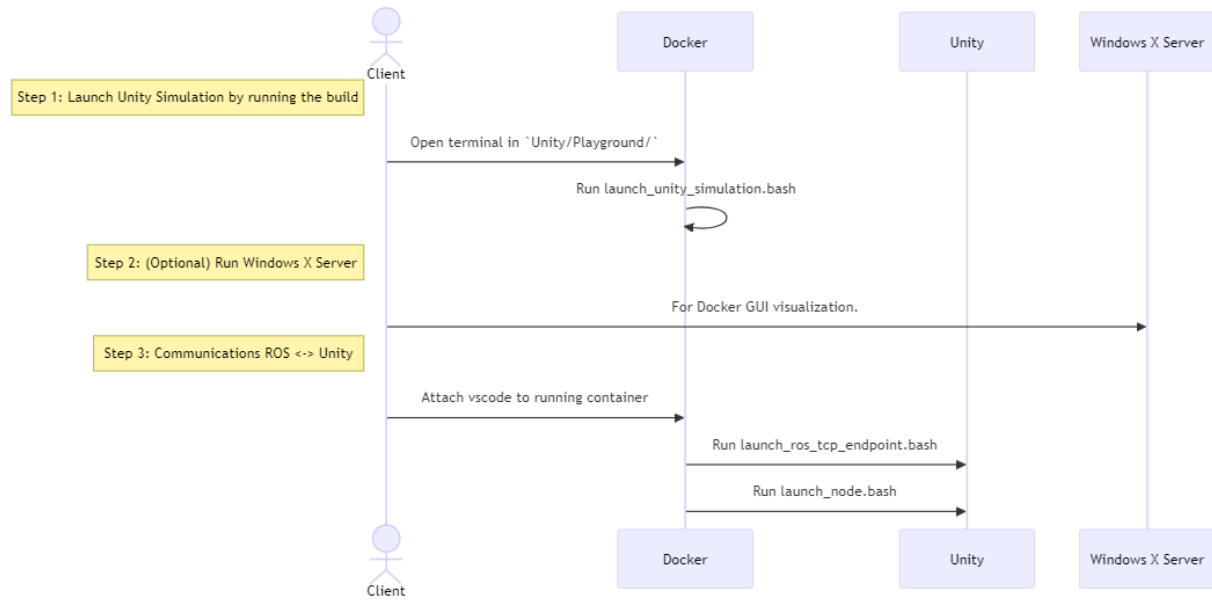 Client
Docker
Unity
Windows X Server
Step 1: Launch Unity Simulation by running the build
Open terminal in `Unity/Playground/`
Run launch_unity_simulation.bash
Step 2: (Optional) Run Windows X Server
For Docker GUI visualization.
Step 3: Communications ROS <-> Unity
Attach vscode to running container
Run launch_ros_tcp_endpoint.bash
Run launch_node.bash
Client
Docker
Unity
Windows X Server